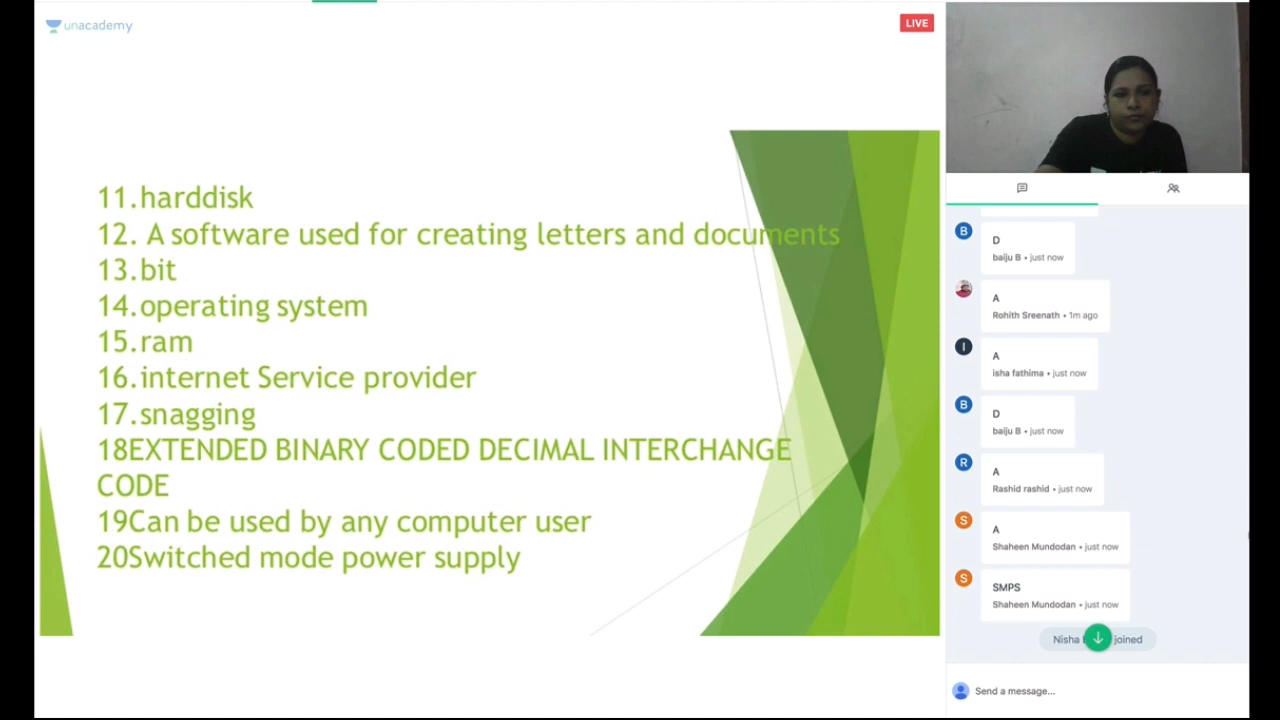 unacademy
LIVE
11.harddisk
12. A software used for creating letters and documents
13.bit
14.operating system
15.ram
16.internet Service provider
17.snagging
18EXTENDED BINARY CODED DECIMAL INTERCHANGE
CODE
19Can be used by any computer user
20Switched mode power supply
B
D
baiju B • just now
A
Rohith Sreenath • 1m ago
I
A
isha fathima • just now
B
D
baiju B • just now
R
A
Rashid rashid • just now
S
A
Shaheen Mundodan • just now
S
SMPS
Shaheen Mundodan • just now
Nisha joined
Send a message...